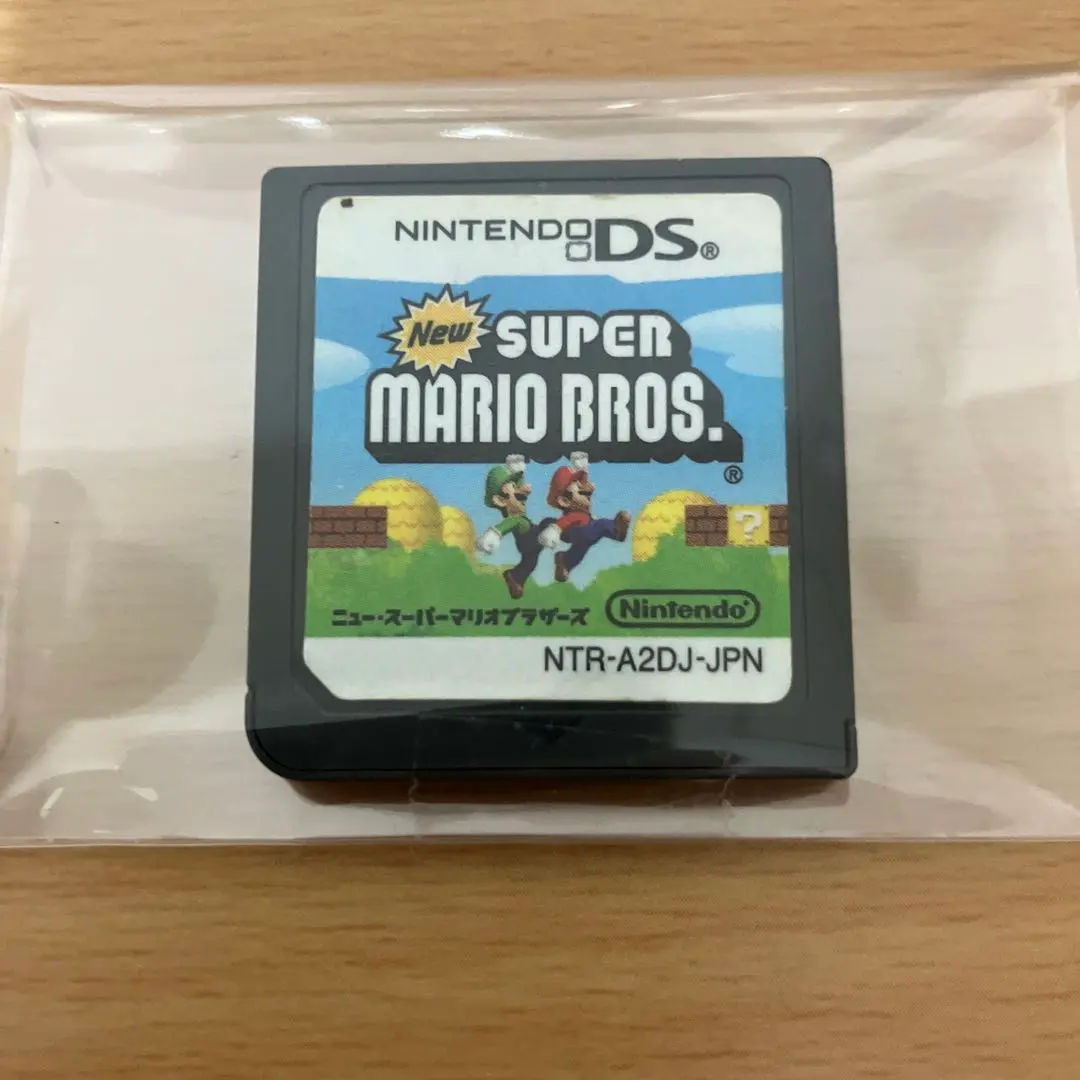 NINTENDO DS®
New SUPER
MARIO BROS.
®
?
ニュー・スーパーマリオブラザーズ
Nintendo®
NTR-A2DJ-JPN